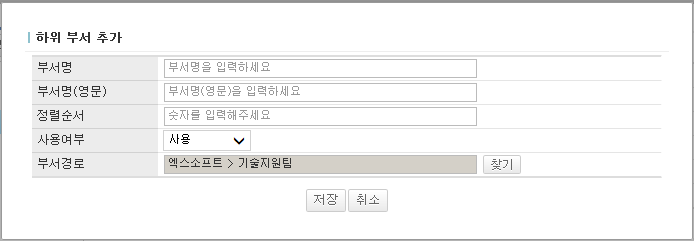 하위 부서 추가
부서명 부서명을 입력하세요
부서명(영문) 부서명(영문)을 입력하세요
정렬순서 숫자를 입력해주세요
사용여부 사용
부서경로 엑스소프트 > 기술지원팀 찾기
저장 취소